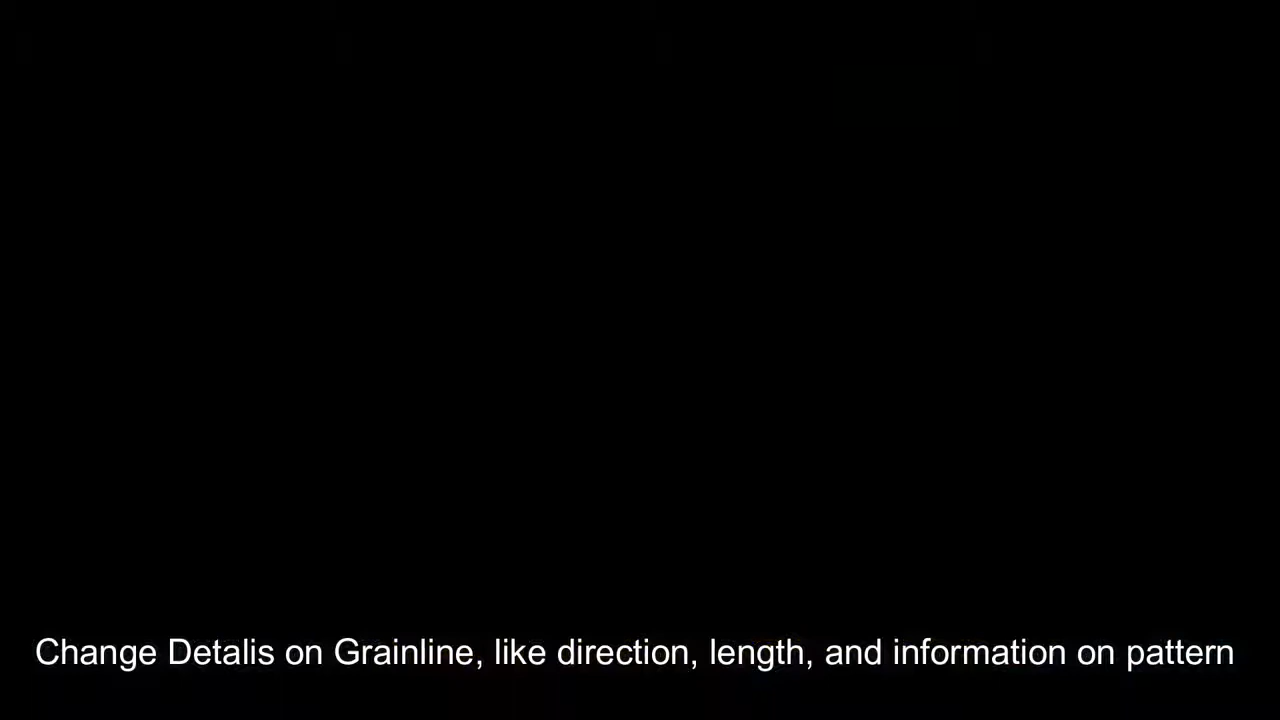 Change Detalis on Grainline, like direction, length, and information on pattern